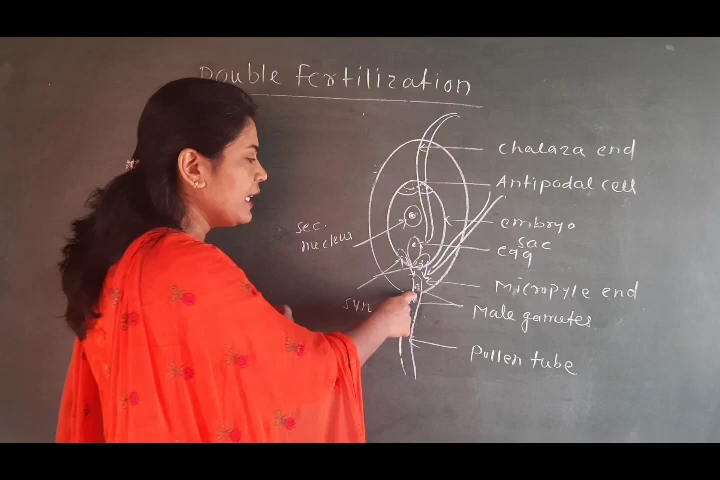 Double fertilization
chalaza end
Antipodal cell
embryo
sac
sec.
nucleus
egg
Micropyle end
syn
Male gametes
Pollen tube